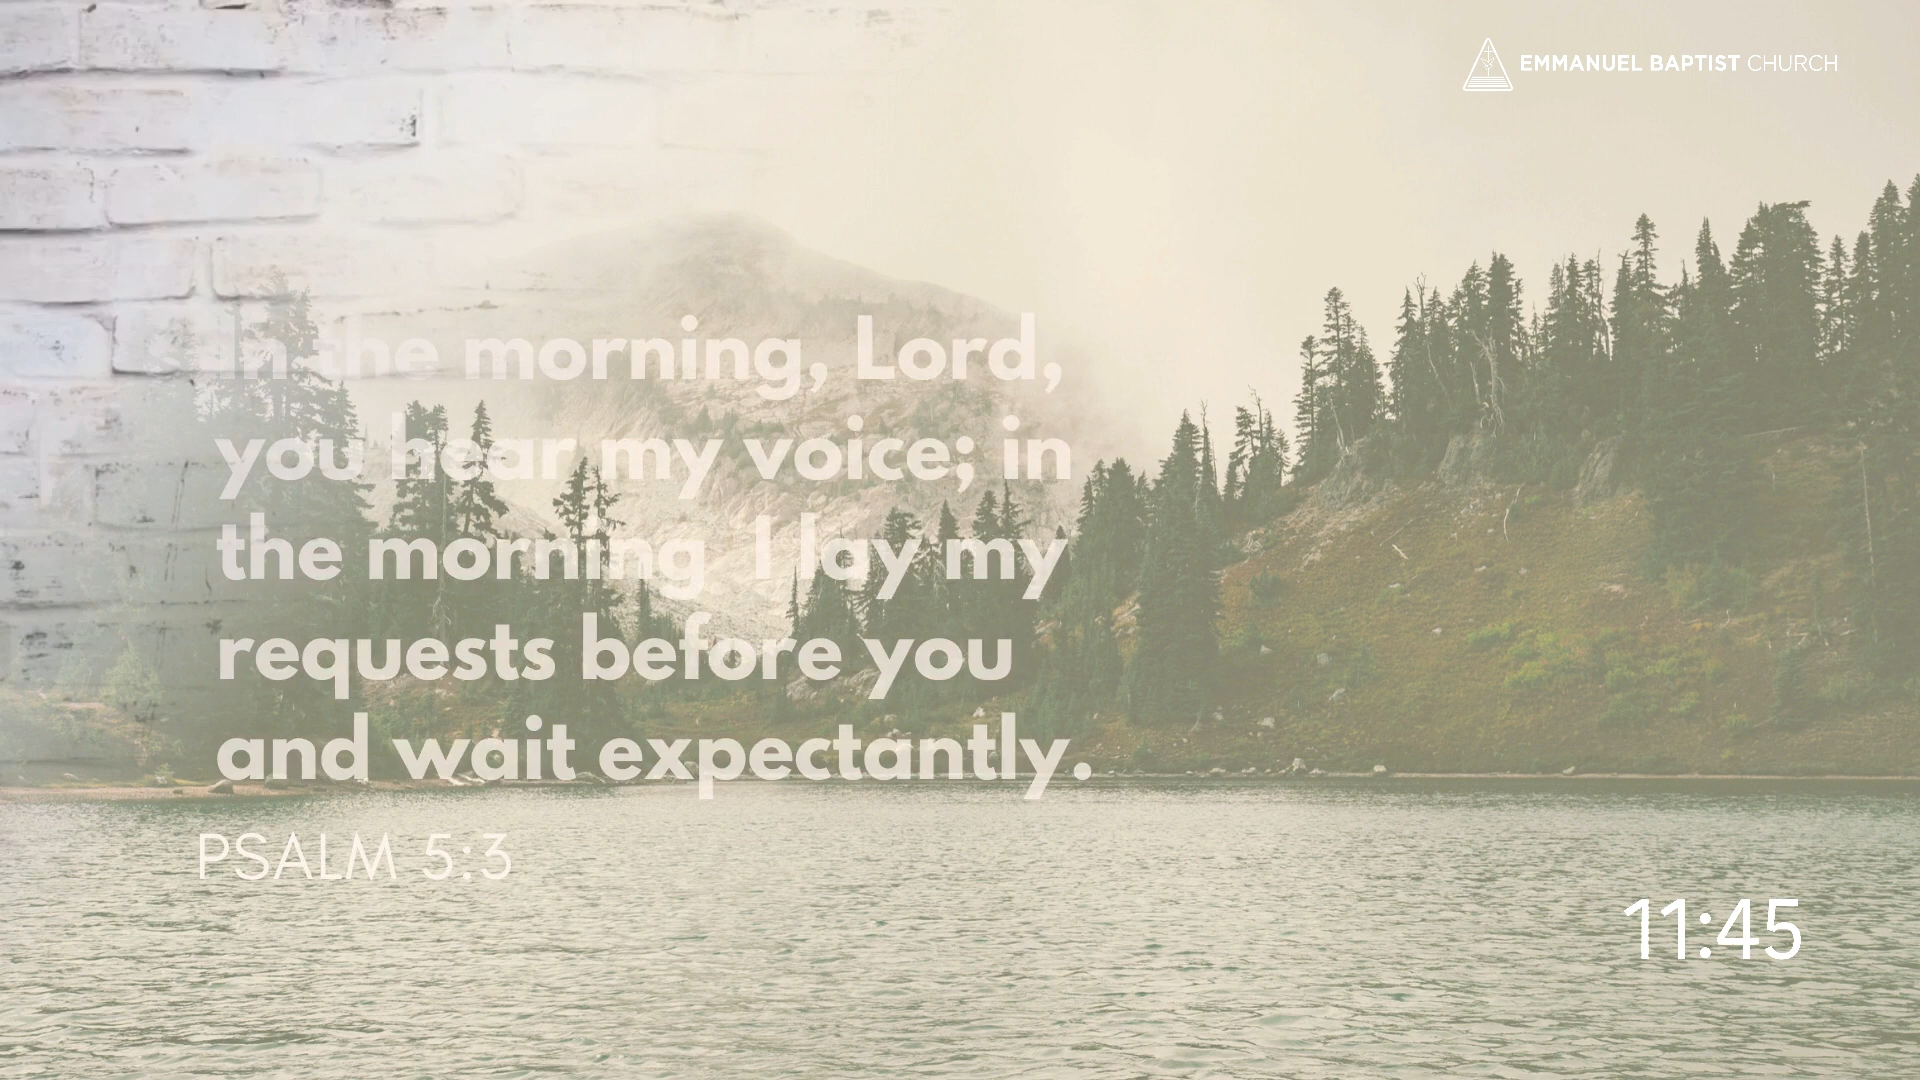 EMMANUEL BAPTIST CHURCH
In the morning, Lord,
you hear my voice; in
the morning I lay my
requests before you
and wait expectantly.
PSALM 5:3
11:45